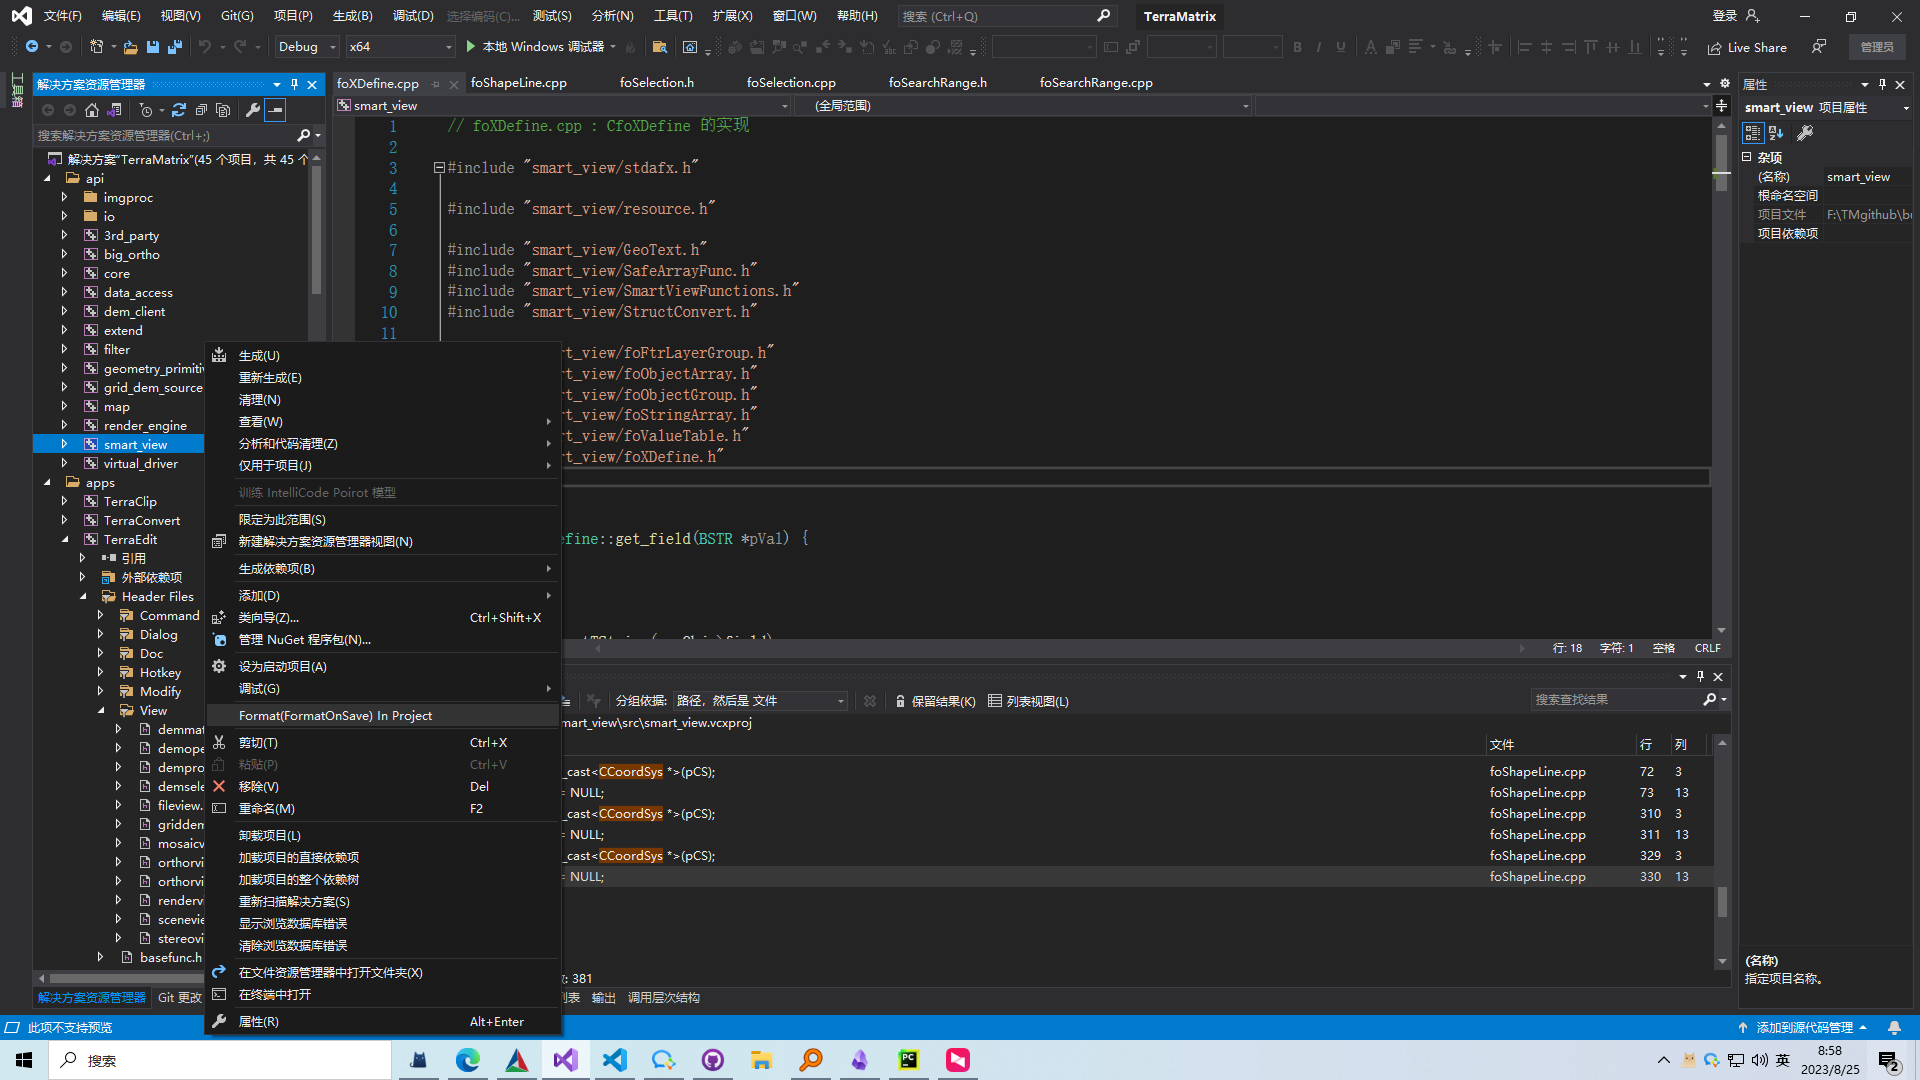 文件(F) 编辑(E) 视图(V) Git(G) 项目(P) 生成(B) 调试(D) 选择编码(C)... 测试(S) 分析(N) 工具(T) 扩展(X) 窗口(W) 帮助(H) 搜索 (Ctrl+Q) TerraMatrix 登录
Debug x64 本地 Windows 调试器 Live Share 管理员
工具箱
解决方案资源管理器
搜索解决方案资源管理器(Ctrl+;)
解决方案"TerraMatrix"(45 个项目，共 45 个
api
imgproc
io
3rd_party
big_ortho
core
data_access
dem_client
extend
filter
geometry_primitiv
grid_dem_source
map
render_engine
smart_view
virtual_driver
apps
TerraClip
TerraConvert
TerraEdit
引用
外部依赖项
Header Files
Command
Dialog
Doc
Hotkey
Modify
View
demmat
demope
dempro
demsele
fileview.
griddem
mosaicv
orthorvi
orthorvi
renderv
scenevie
stereovi
basefunc.h
解决方案资源管理器 Git 更改
foXDefine.cpp foShapeLine.cpp foSelection.h foSelection.cpp foSearchRange.h foSearchRange.cpp
smart_view (全局范围)
1 // foXDefine.cpp : CfoXDefine 的实现
2
3 #include "smart_view/stdafx.h"
4
5 #include "smart_view/resource.h"
6
7 #include "smart_view/GeoText.h"
8 #include "smart_view/SafeArrayFunc.h"
9 #include "smart_view/SmartViewFunctions.h"
10 #include "smart_view/StructConvert.h"
11
rt_view/foFtrLayerGroup.h"
rt_view/foObjectArray.h"
rt_view/foObjectGroup.h"
rt_view/foStringArray.h"
rt_view/foValueTable.h"
rt_view/foXDefine.h"
efine::get_field(BSTR *pVal) {
行: 18 字符: 1 空格 CRLF
生成(U)
重新生成(E)
清理(N)
查看(W)
分析和代码清理(Z)
仅用于项目(J)
训练 IntelliCode Poirot 模型
限定为此范围(S)
新建解决方案资源管理器视图(N)
生成依赖项(B)
添加(D)
类向导(Z)... Ctrl+Shift+X
管理 NuGet 程序包(N)...
设为启动项目(A)
调试(G)
Format(FormatOnSave) In Project
剪切(T) Ctrl+X
粘贴(P) Ctrl+V
移除(V) Del
重命名(M) F2
卸载项目(L)
加载项目的直接依赖项
加载项目的整个依赖树
重新扫描解决方案(S)
显示浏览数据库错误
清除浏览数据库错误
在文件资源管理器中打开文件夹(X)
在终端中打开
属性(R) Alt+Enter
分组依据: 路径，然后是 文件 保留结果(K) 列表视图(L) 搜索查找结果
mart_view\src\smart_view.vcxproj
文件 行 列
_cast<CCoordSys *>(pCS); foShapeLine.cpp 72 3
= NULL; foShapeLine.cpp 73 13
_cast<CCoordSys *>(pCS); foShapeLine.cpp 310 3
= NULL; foShapeLine.cpp 311 13
_cast<CCoordSys *>(pCS); foShapeLine.cpp 329 3
= NULL; foShapeLine.cpp 330 13
: 381
列表 输出 调用层次结构
属性
smart_view 项目属性
杂项
(名称) smart_view
根命名空间
项目文件 F:\TMgithub\bu
项目依赖项
(名称)
指定项目名称。
此项不支持预览 添加到源代码管理
搜索 英 8:58
2023/8/25 2